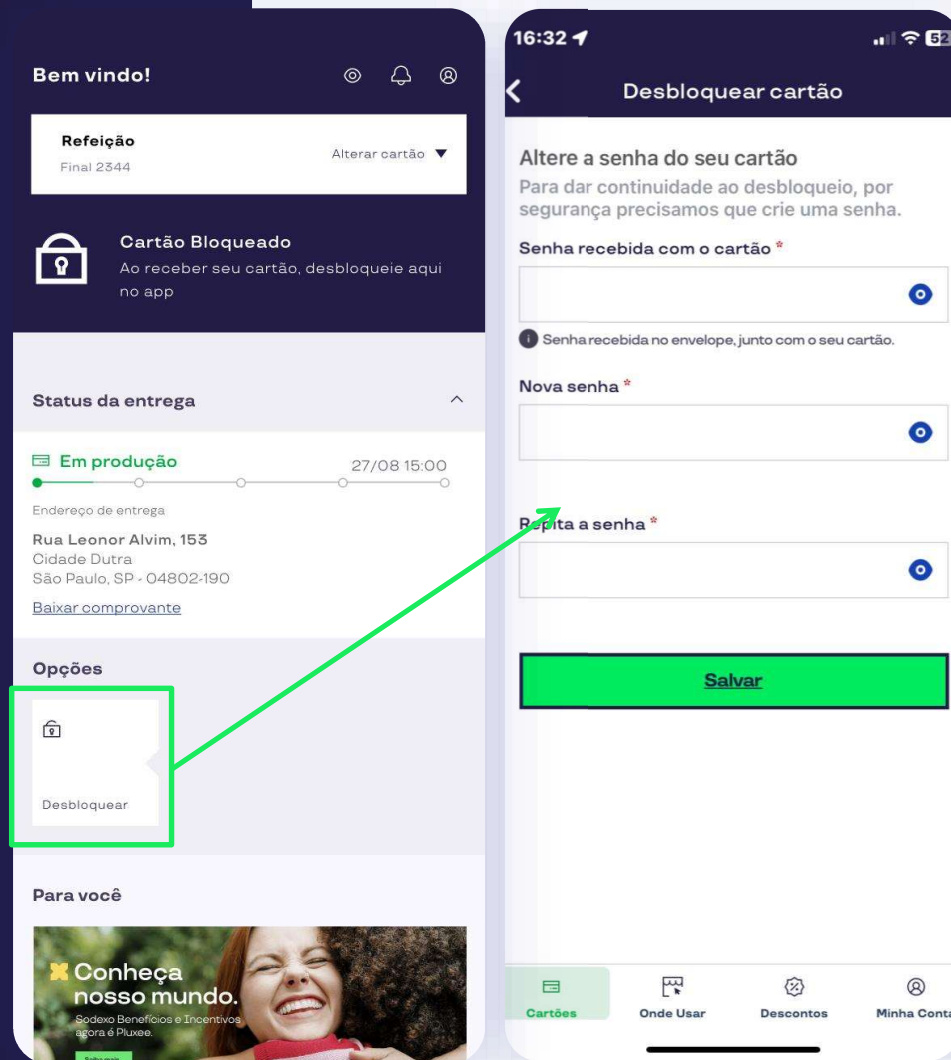 Bem vindo!
Refeição
Final 2344
Alterar cartão
Cartão Bloqueado
Ao receber seu cartão, desbloqueie aqui
no app
Status da entrega
Em produção
27/08 15:00
Endereço de entrega
Rua Leonor Alvim, 153
Cidade Dutra
São Paulo, SP - 04802-190
Baixar comprovante
Opções
Desbloquear
Para você
Conheça
nosso mundo.
Sodexo Benefícios e Incentivos
agora é Pluxee.
Saiba mais
16:32
52
Desbloquear cartão
Altere a senha do seu cartão
Para dar continuidade ao desbloqueio, por
segurança precisamos que crie uma senha.
Senha recebida com o cartão *
Senha recebida no envelope, junto com o seu cartão.
Nova senha *
Repita a senha *
Salvar
Cartões
Onde Usar
Descontos
Minha Conta